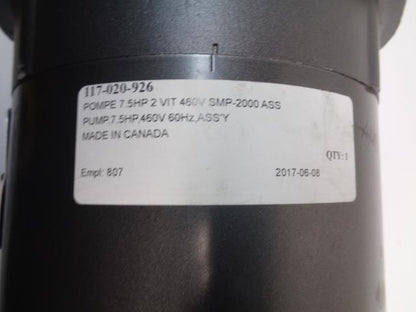 117-020-926
POMPE 7.5HP 2 VIT 460V SMP-2000 ASS
PUMP,7.5HP,460V 60Hz,ASS'Y
MADE IN CANADA
QTY: 1
Empl: 807 2017-06-08